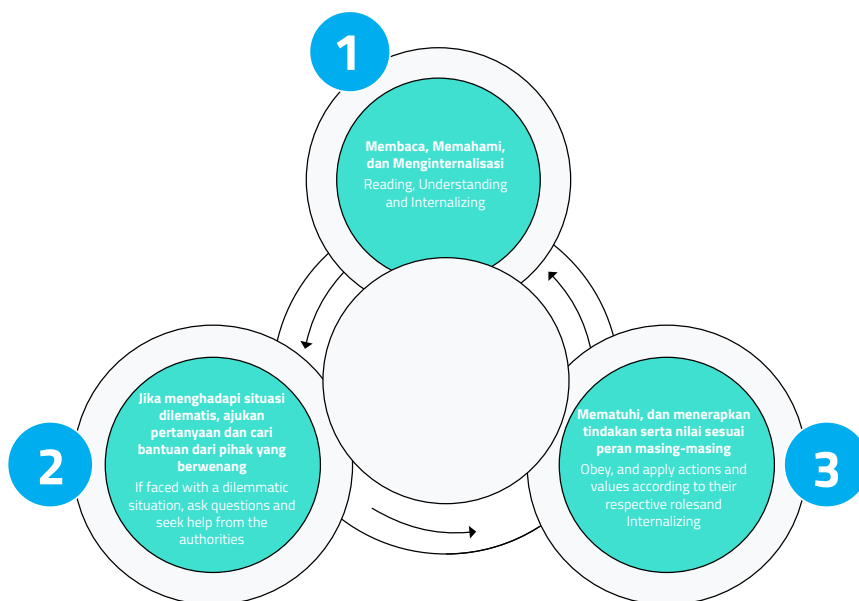 1
Membaca, Memahami,
dan Menginternalisasi
Reading, Understanding
and Internalizing
2
Jika menghadapi situasi
dilematis, ajukan
pertanyaan dan cari
bantuan dari pihak yang
berwenang
If faced with a dilemmatic
situation, ask questions and
seek help from the
authorities
3
Mematuhi, dan menerapkan
tindakan serta nilai sesuai
peran masing-masing
Obey, and apply actions and
values according to their
respective rolesand
Internalizing